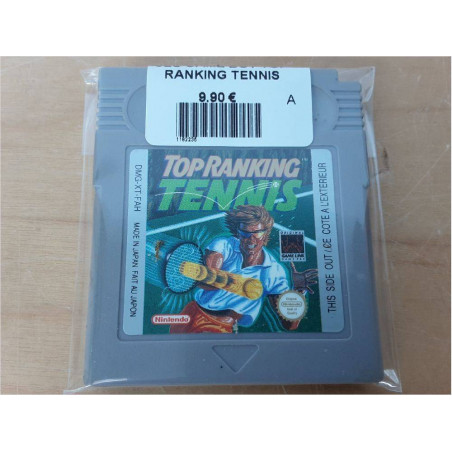 RANKING TENNIS
9.90 €
A
1192236
TOP RANKING
TENNIS
DMG-XT-FAH
MADE IN JAPAN FAIT AU JAPON
THIS SIDE OUT / CE COTE A L'EXTERIEUR
Nintendo